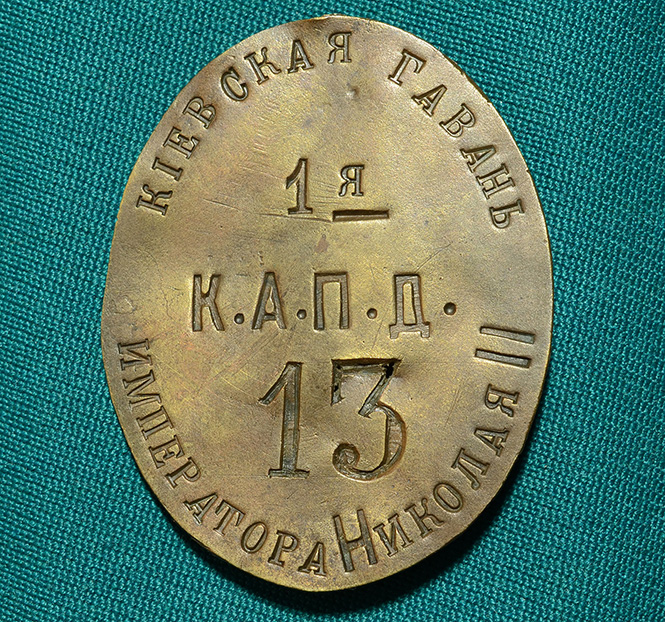 КІЕВСКАЯ ГАВАНЬ
1Я
К.А.П.Д.
13
ИМПЕРАТОРА НИКОЛАЯ II